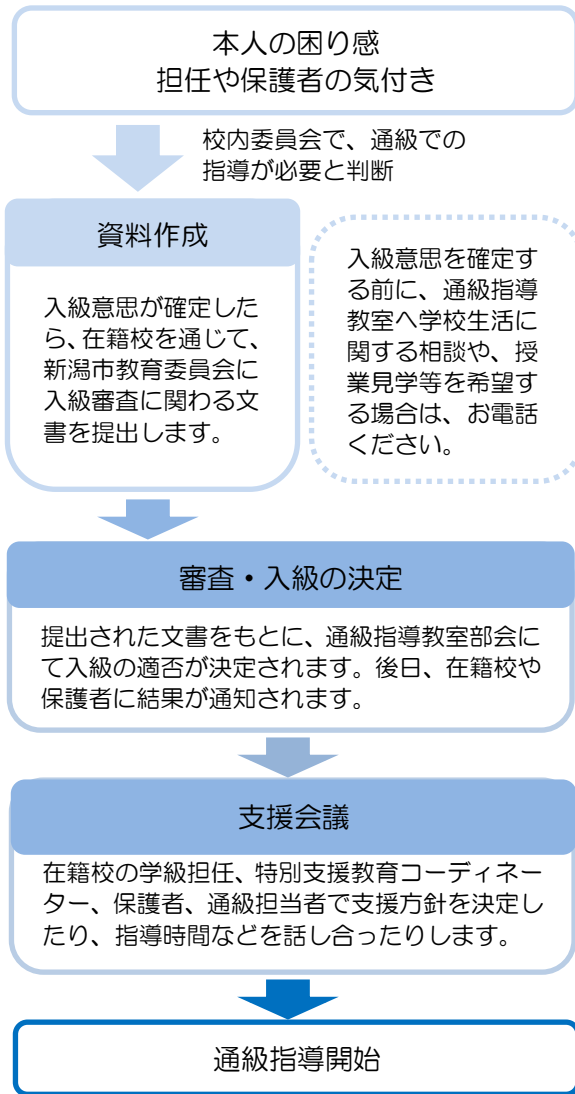 本人の困り感
担任や保護者の気付き
校内委員会で、通級での
指導が必要と判断
資料作成
入級意思が確定した
ら、在籍校を通じて、
新潟市教育委員会に
入級審査に関わる文
書を提出します。
入級意思を確定す
る前に、通級指導
教室へ学校生活に
関する相談や、授
業見学等を希望す
る場合は、お電話
ください。
審査・入級の決定
提出された文書をもとに、通級指導教室部会に
て入級の適否が決定されます。後日、在籍校や
保護者に結果が通知されます。
支援会議
在籍校の学級担任、特別支援教育コーディネー
ター、保護者、通級担当者で支援方針を決定し
たり、指導時間などを話し合ったりします。
通級指導開始